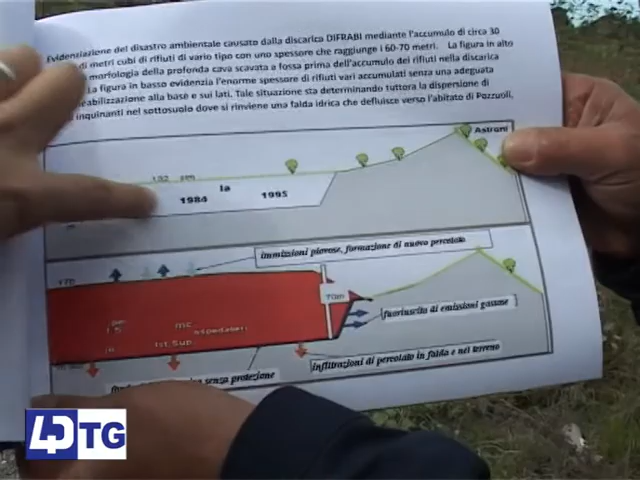 Evidenziazione del disastro ambientale causato dalla discarica DIFRABI mediante l'accumulo di circa 30
di metri cubi di rifiuti di vario tipo con uno spessore che raggiunge i 60-70 metri. La figura in alto
morfologia della profonda cava scavata a fossa prima dell'accumulo dei rifiuti nella discarica
La figura in basso evidenzia l'enorme spessore di rifiuti vari accumulati senza una adeguata
eabilizzazione alla base e sui lati. Tale situazione sta determinando tuttora la dispersione di
inquinanti nel sottosuolo dove si rinviene una falda idrica che defluisce verso l'abitato di Pozzuoli.
Astroni
1984
la
1995
immissioni piovose, formazione di nuovo percolato
fuoriuscita di emissioni gassose
mc
ospedalieri
senza protezione
infiltrazioni di percolato in falda e nel terreno
TG